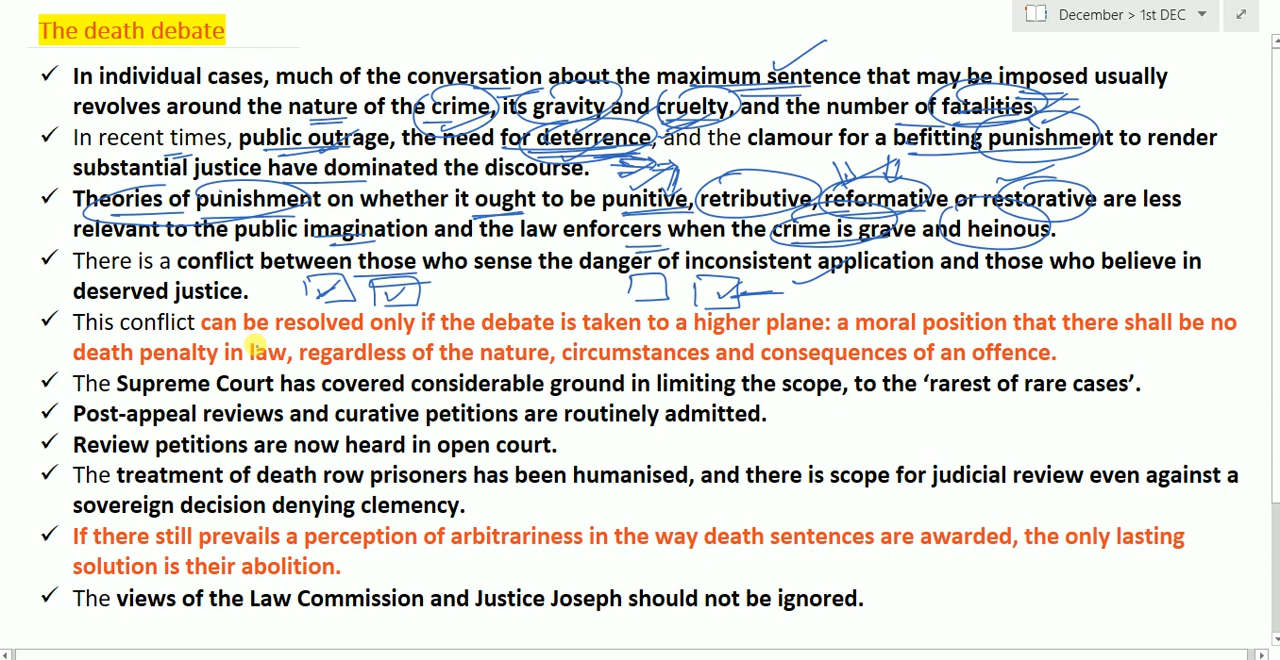 The death debate
December > 1st DEC
✓ In individual cases, much of the conversation about the maximum sentence that may be imposed usually
revolves around the nature of the crime, its gravity and cruelty, and the number of fatalities.
✓ In recent times, public outrage, the need for deterrence, and the clamour for a befitting punishment to render
substantial justice have dominated the discourse.
✓ Theories of punishment on whether it ought to be punitive, retributive, reformative or restorative are less
relevant to the public imagination and the law enforcers when the crime is grave and heinous.
✓ There is a conflict between those who sense the danger of inconsistent application and those who believe in
deserved justice.
✓ This conflict can be resolved only if the debate is taken to a higher plane: a moral position that there shall be no
death penalty in law, regardless of the nature, circumstances and consequences of an offence.
✓ The Supreme Court has covered considerable ground in limiting the scope, to the ‘rarest of rare cases’.
✓ Post-appeal reviews and curative petitions are routinely admitted.
✓ Review petitions are now heard in open court.
✓ The treatment of death row prisoners has been humanised, and there is scope for judicial review even against a
sovereign decision denying clemency.
✓ If there still prevails a perception of arbitrariness in the way death sentences are awarded, the only lasting
solution is their abolition.
✓ The views of the Law Commission and Justice Joseph should not be ignored.